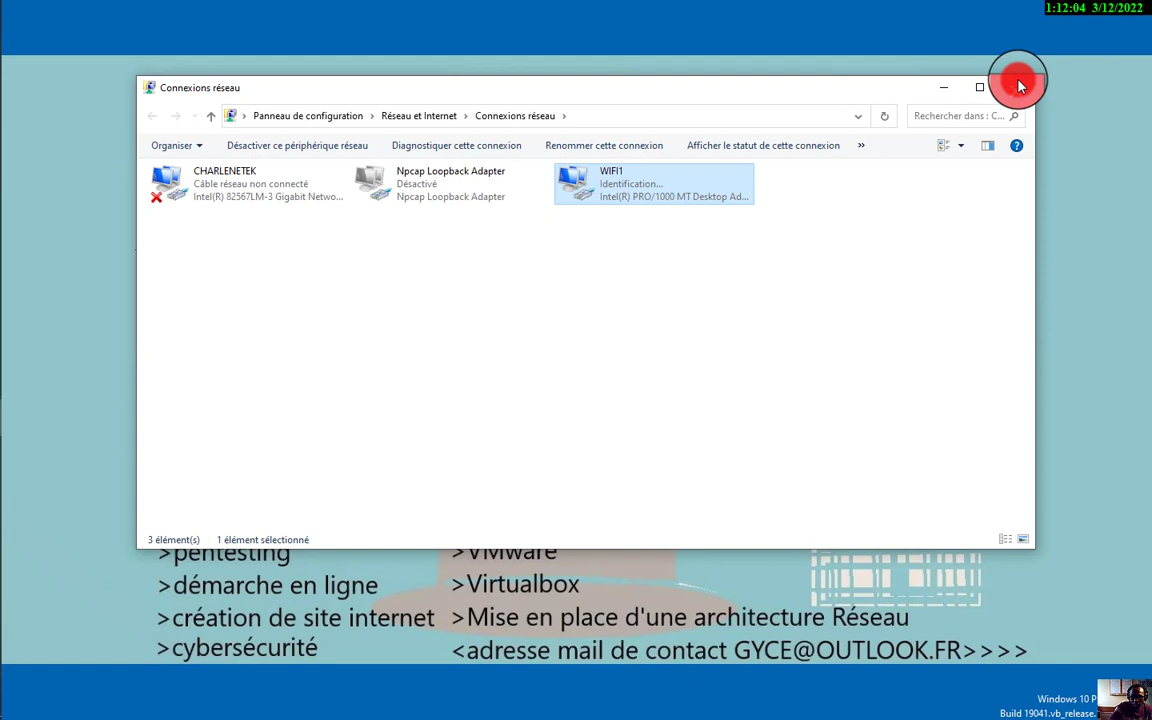 1:12:04 3/12/2022
Connexions réseau
Panneau de configuration > Réseau et Internet > Connexions réseau >
Rechercher dans : C...
Organiser
Désactiver ce périphérique réseau
Diagnostiquer cette connexion
Renommer cette connexion
Afficher le statut de cette connexion
»
CHARLENETEK
Câble réseau non connecté
Intel(R) 82567LM-3 Gigabit Netwo...
Npcap Loopback Adapter
Désactivé
Npcap Loopback Adapter
WIFI1
Identification...
Intel(R) PRO/1000 MT Desktop Ad...
3 élément(s)
1 élément sélectionné
>pentesting
>démarche en ligne
>création de site internet
>cybersécurité
>VMware
>Virtualbox
>Mise en place d'une architecture Réseau
<adresse mail de contact GYCE@OUTLOOK.FR>>>>
Windows 10 P
Build 19041.vb_release.